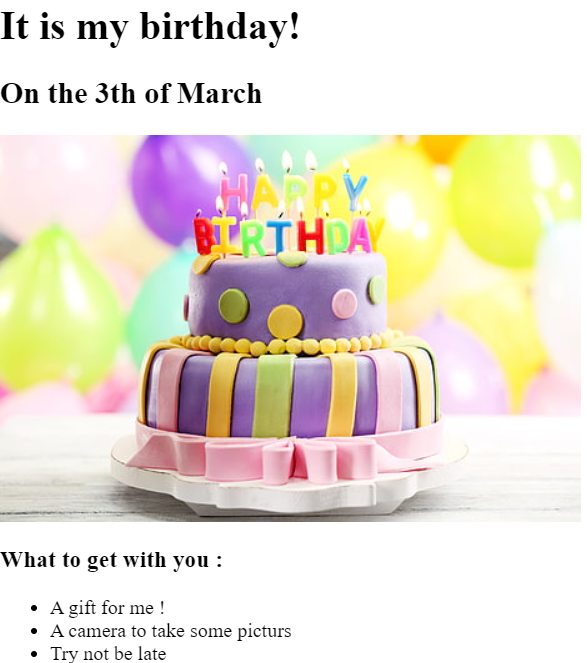 It is my birthday!
On the 3th of March
HAPPY
BIRTHDAY
What to get with you :
A gift for me !
A camera to take some picturs
Try not be late